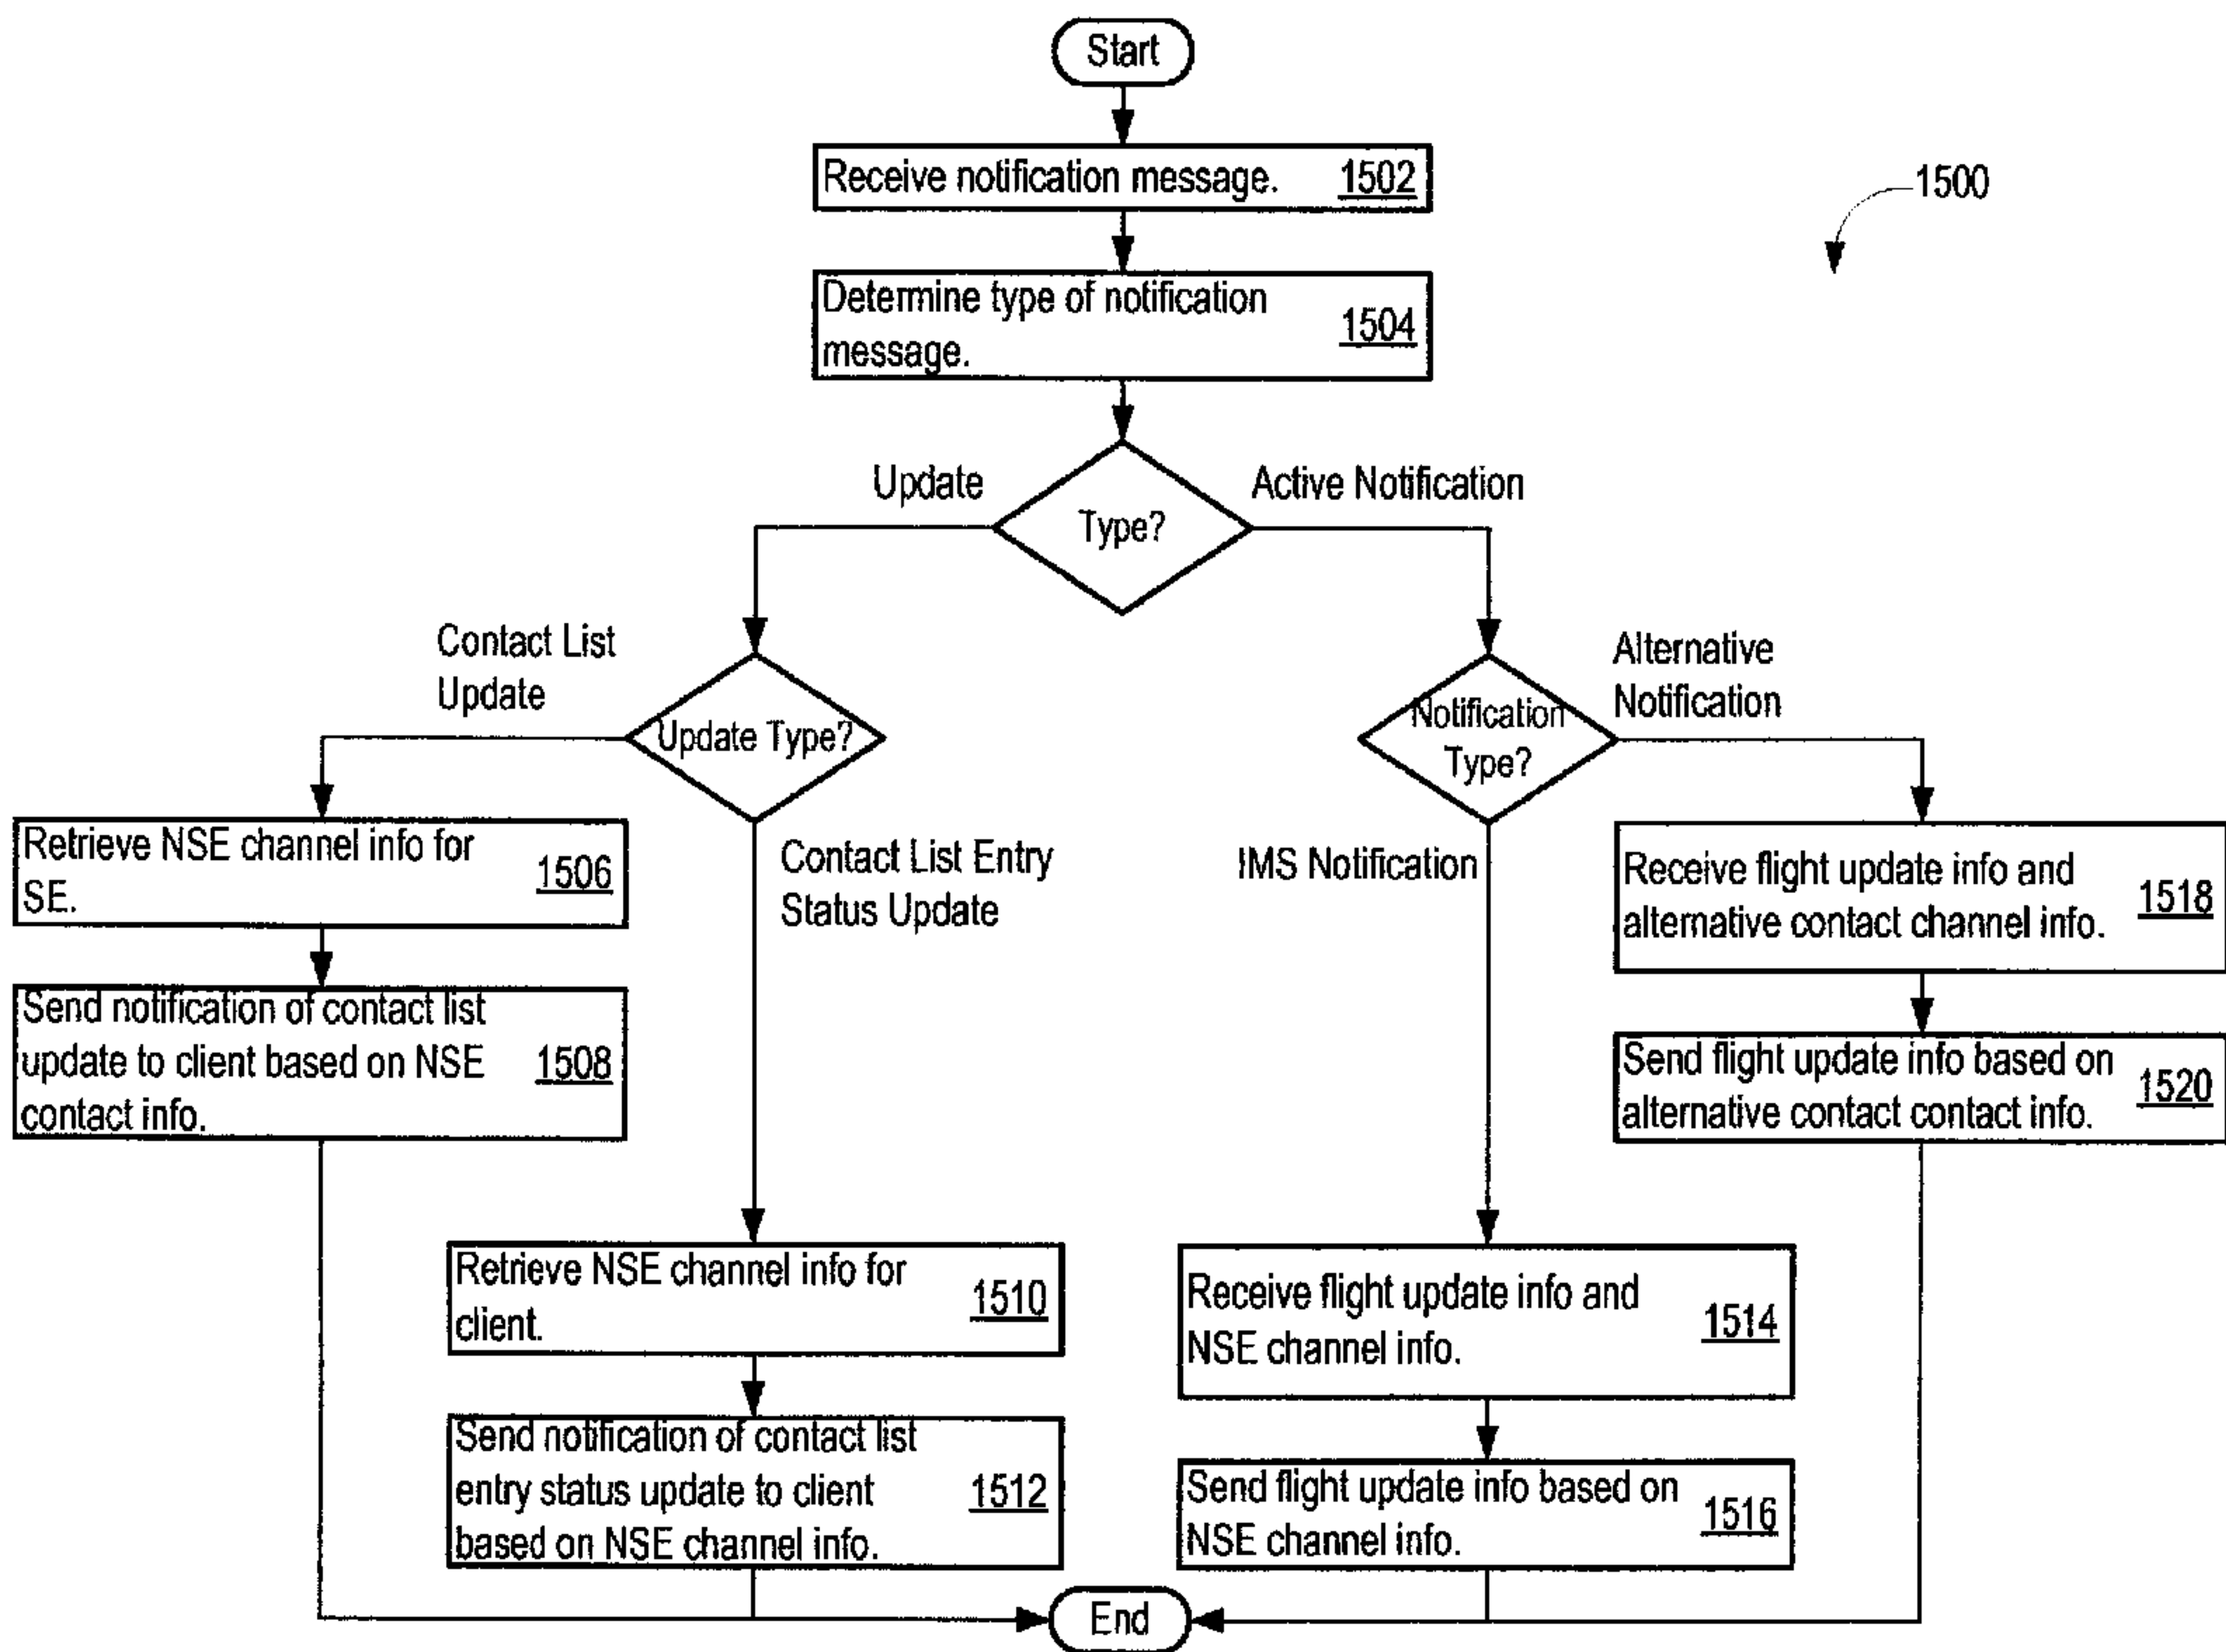 Start
Receive notification message. 1502
1500
Determine type of notification
message.
1504
Update
Active Notification
Type?
Contact List
Update
Update Type?
Alternative
Notification
Notification
Type?
Retrieve NSE channel info for
SE.
1506
Contact List Entry
Status Update
IMS Notification
Receive flight update info and
alternative contact channel info.
1518
Send notification of contact list
update to client based on NSE
contact info.
1508
Send flight update info based on
alternative contact contact info.
1520
Retrieve NSE channel info for
client.
1510
Receive flight update info and
NSE channel info.
1514
Send notification of contact list
entry status update to client
based on NSE channel info.
1512
Send flight update info based on
NSE channel info.
1516
End